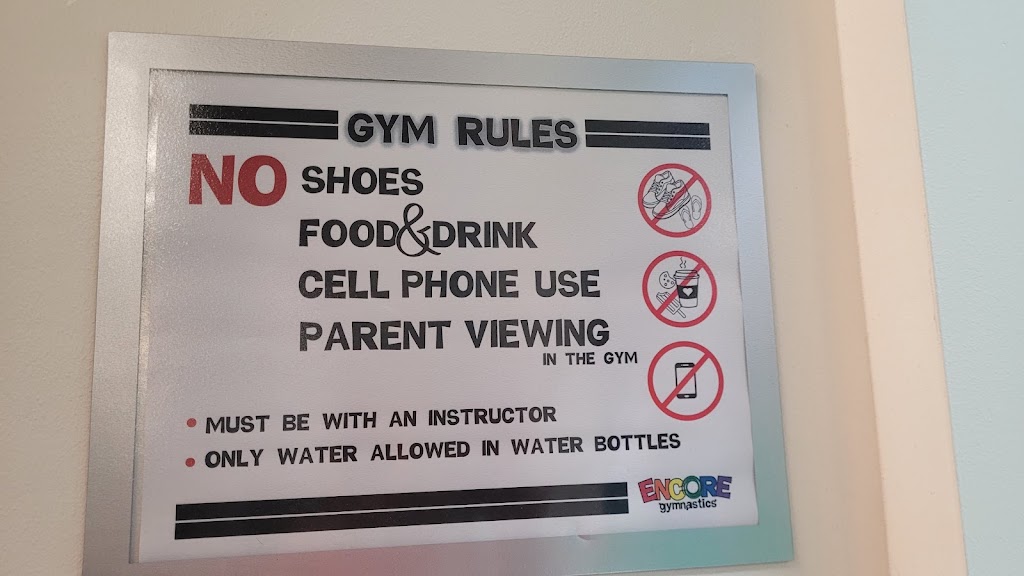 GYM RULES
NO SHOES
FOOD & DRINK
CELL PHONE USE
PARENT VIEWING
IN THE GYM
• MUST BE WITH AN INSTRUCTOR
• ONLY WATER ALLOWED IN WATER BOTTLES
ENCORE
gymnastics